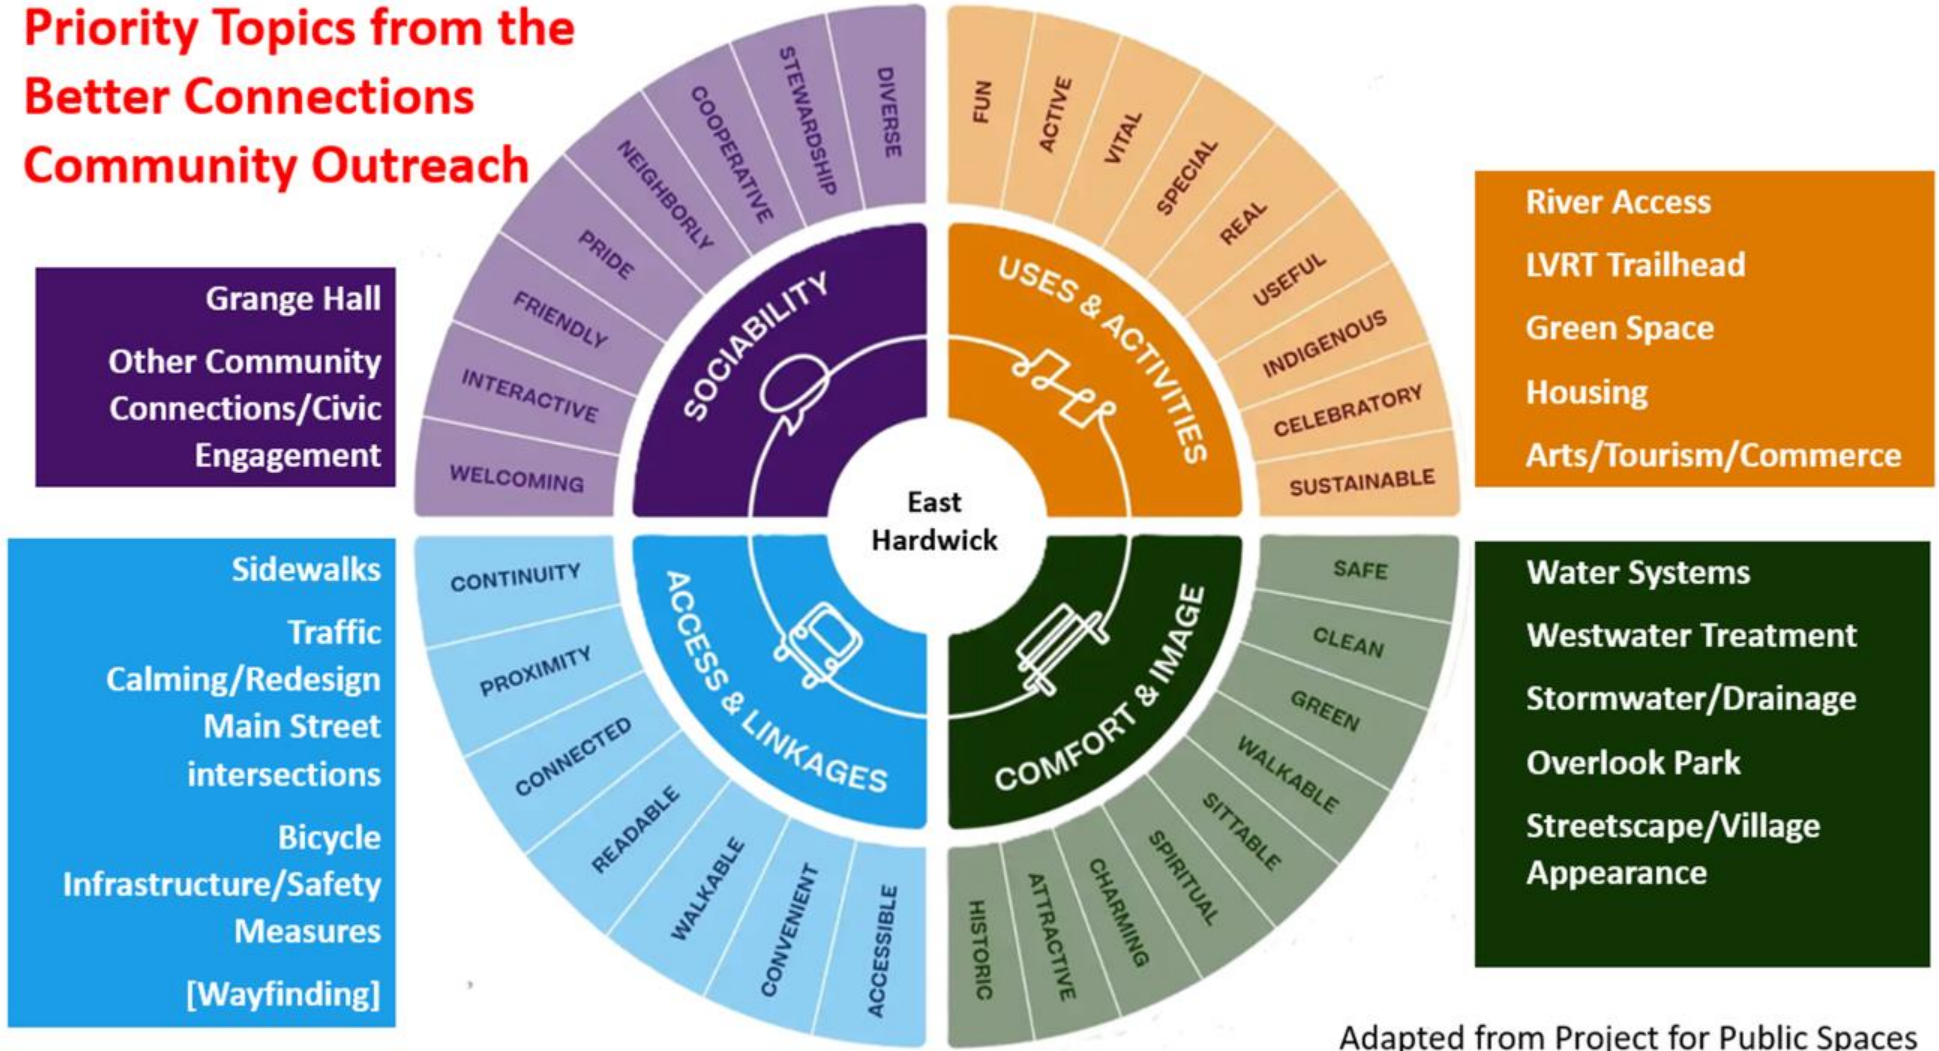 Priority Topics from the
Better Connections
Community Outreach
Grange Hall
Other Community
Connections/Civic
Engagement
Sidewalks
Traffic
Calming/Redesign
Main Street
intersections
Bicycle
Infrastructure/Safety
Measures
[Wayfinding]
WELCOMING
INTERACTIVE
FRIENDLY
PRIDE
NEIGHBORLY
COOPERATIVE
STEWARDSHIP
DIVERSE
FUN
ACTIVE
VITAL
SPECIAL
REAL
USEFUL
INDIGENOUS
CELEBRATORY
SUSTAINABLE
SOCIABILITY
USES & ACTIVITIES
East
Hardwick
ACCESS & LINKAGES
COMFORT & IMAGE
CONTINUITY
PROXIMITY
CONNECTED
READABLE
WALKABLE
CONVENIENT
ACCESSIBLE
SAFE
CLEAN
GREEN
WALKABLE
SITTABLE
SPIRITUAL
CHARMING
ATTRACTIVE
HISTORIC
River Access
LVRT Trailhead
Green Space
Housing
Arts/Tourism/Commerce
Water Systems
Westwater Treatment
Stormwater/Drainage
Overlook Park
Streetscape/Village
Appearance
Adapted from Project for Public Spaces